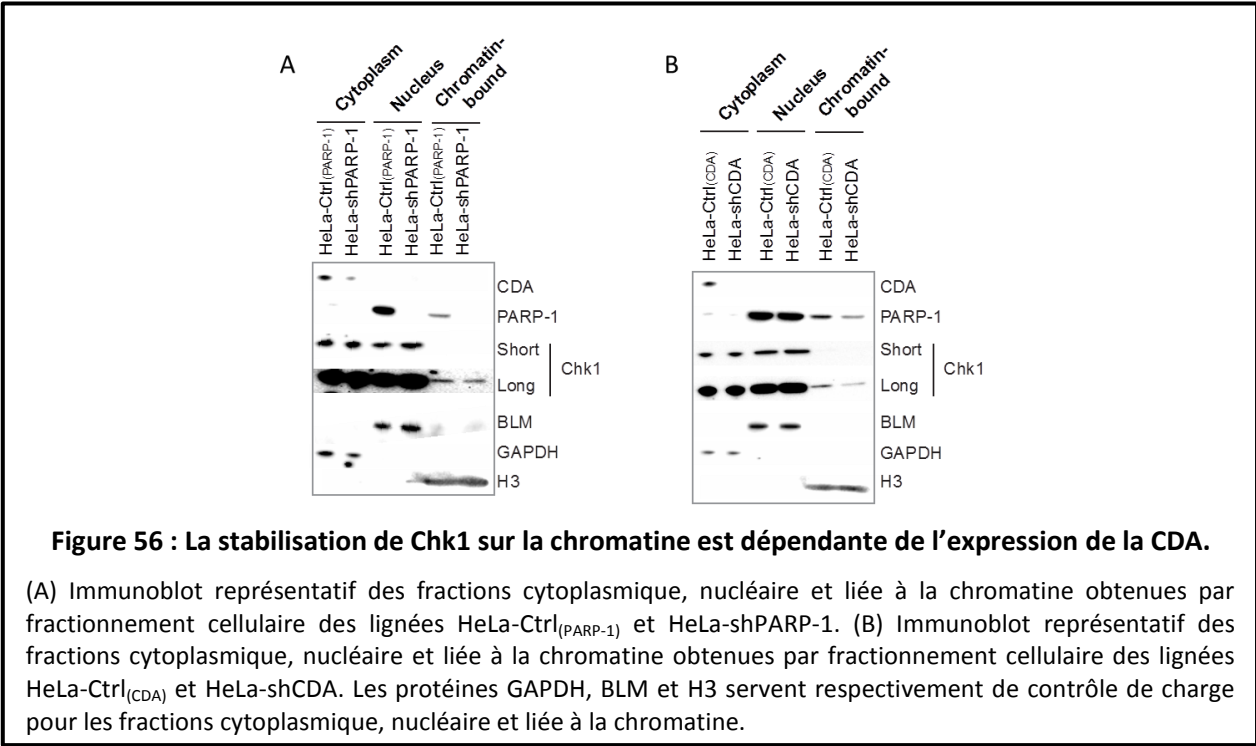 A
Cytoplasm
Nucleus
Chromatin-
bound
HeLa-Ctrl(PARP-1)
HeLa-shPARP-1
HeLa-Ctrl(PARP-1)
HeLa-shPARP-1
HeLa-Ctrl(PARP-1)
HeLa-shPARP-1
CDA
PARP-1
Short
Chk1
Long
BLM
GAPDH
H3
B
Cytoplasm
Nucleus
Chromatin-
bound
HeLa-Ctrl(CDA)
HeLa-shCDA
HeLa-Ctrl(CDA)
HeLa-shCDA
HeLa-Ctrl(CDA)
HeLa-shCDA
CDA
PARP-1
Short
Chk1
Long
BLM
GAPDH
H3
Figure 56 : La stabilisation de Chk1 sur la chromatine est dépendante de l’expression de la CDA.
(A) Immunoblot représentatif des fractions cytoplasmique, nucléaire et liée à la chromatine obtenues par
fractionnement cellulaire des lignées HeLa-Ctrl(PARP-1) et HeLa-shPARP-1. (B) Immunoblot représentatif des
fractions cytoplasmique, nucléaire et liée à la chromatine obtenues par fractionnement cellulaire des lignées
HeLa-Ctrl(CDA) et HeLa-shCDA. Les protéines GAPDH, BLM et H3 servent respectivement de contrôle de charge
pour les fractions cytoplasmique, nucléaire et liée à la chromatine.